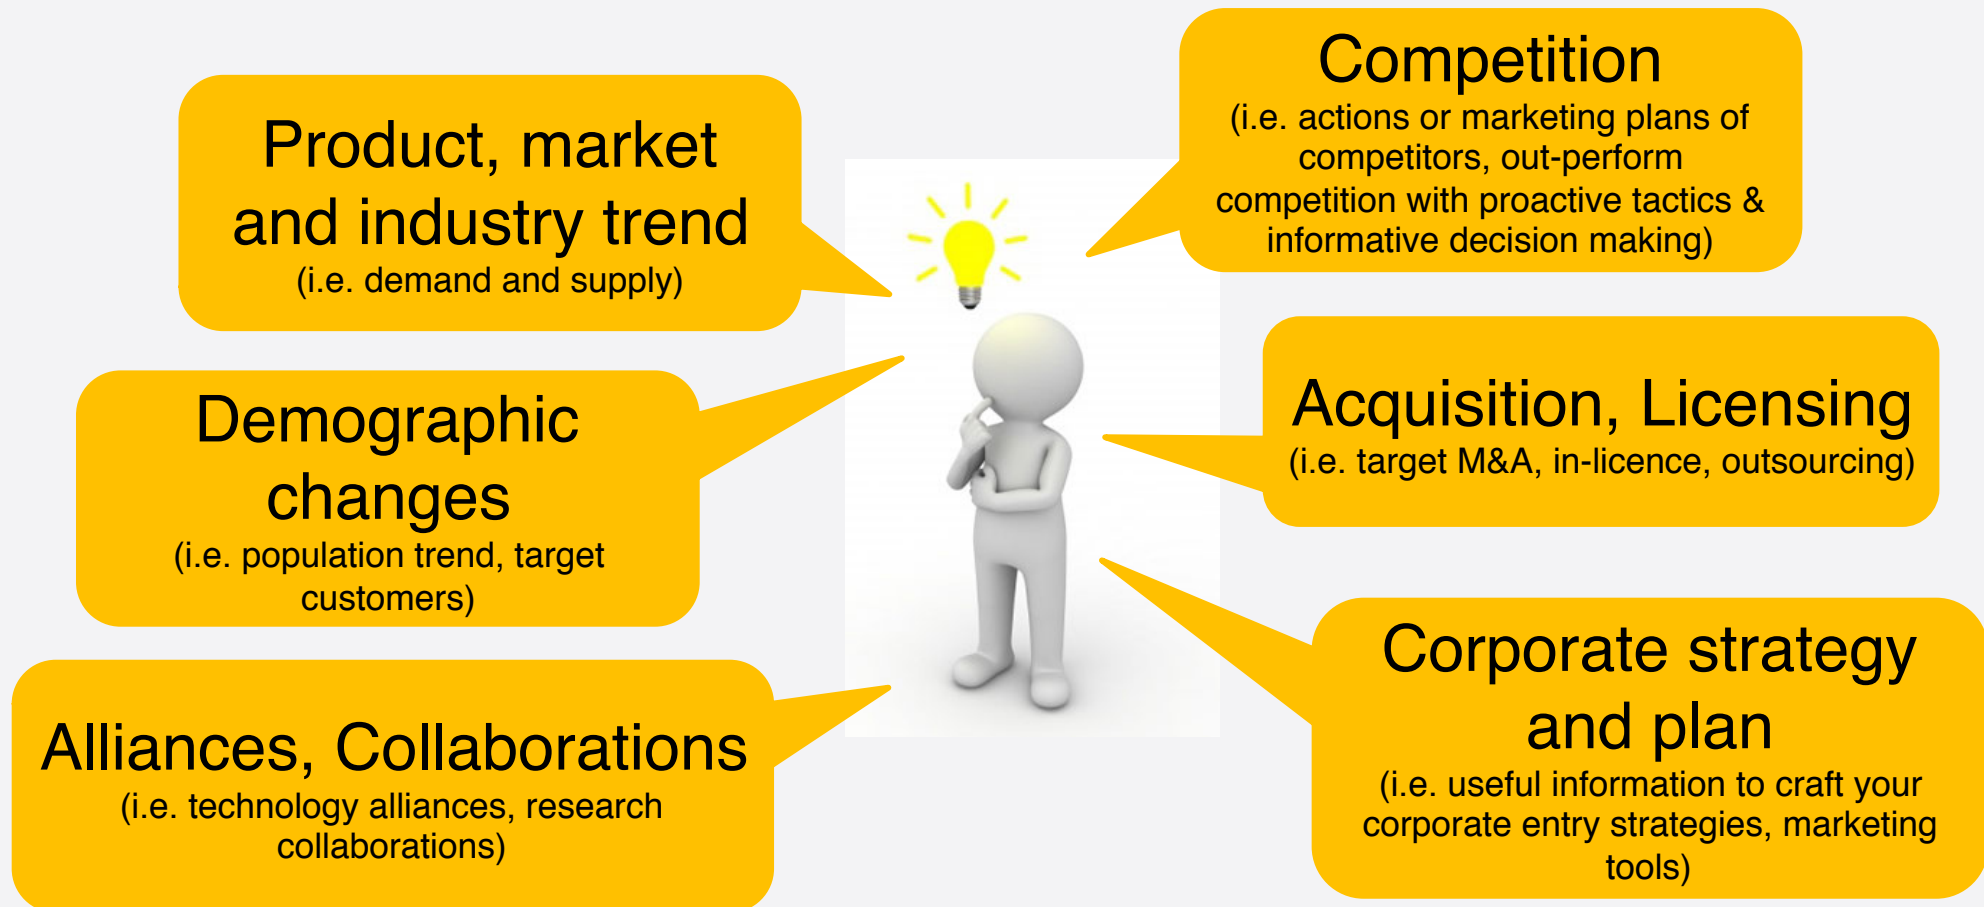 Product, market
and industry trend
(i.e. demand and supply)
Demographic
changes
(i.e. population trend, target
customers)
Alliances, Collaborations
(i.e. technology alliances, research
collaborations)
Competition
(i.e. actions or marketing plans of
competitors, out-perform
competition with proactive tactics &
informative decision making)
Acquisition, Licensing
(i.e. target M&A, in-licence, outsourcing)
Corporate strategy
and plan
(i.e. useful information to craft your
corporate entry strategies, marketing
tools)